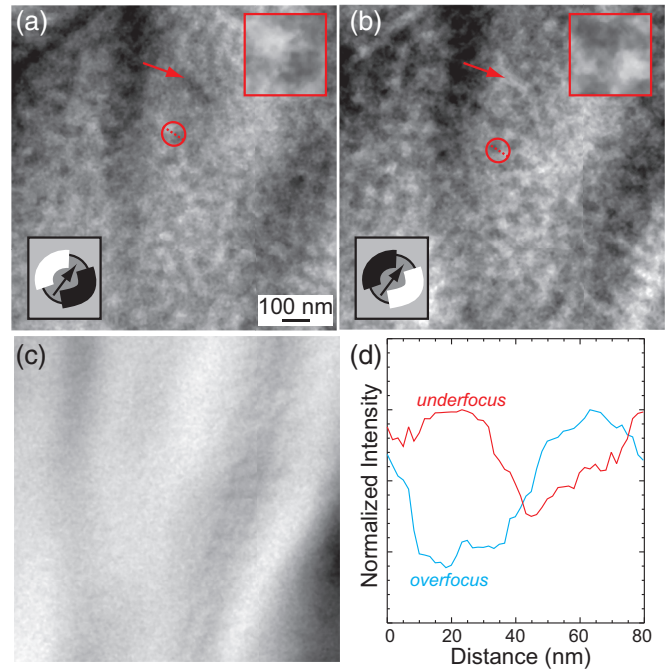 (a)
(b)
100 nm
(c)
(d)
underfocus
overfocus
Normalized Intensity
0 20 40 60 80
Distance (nm)